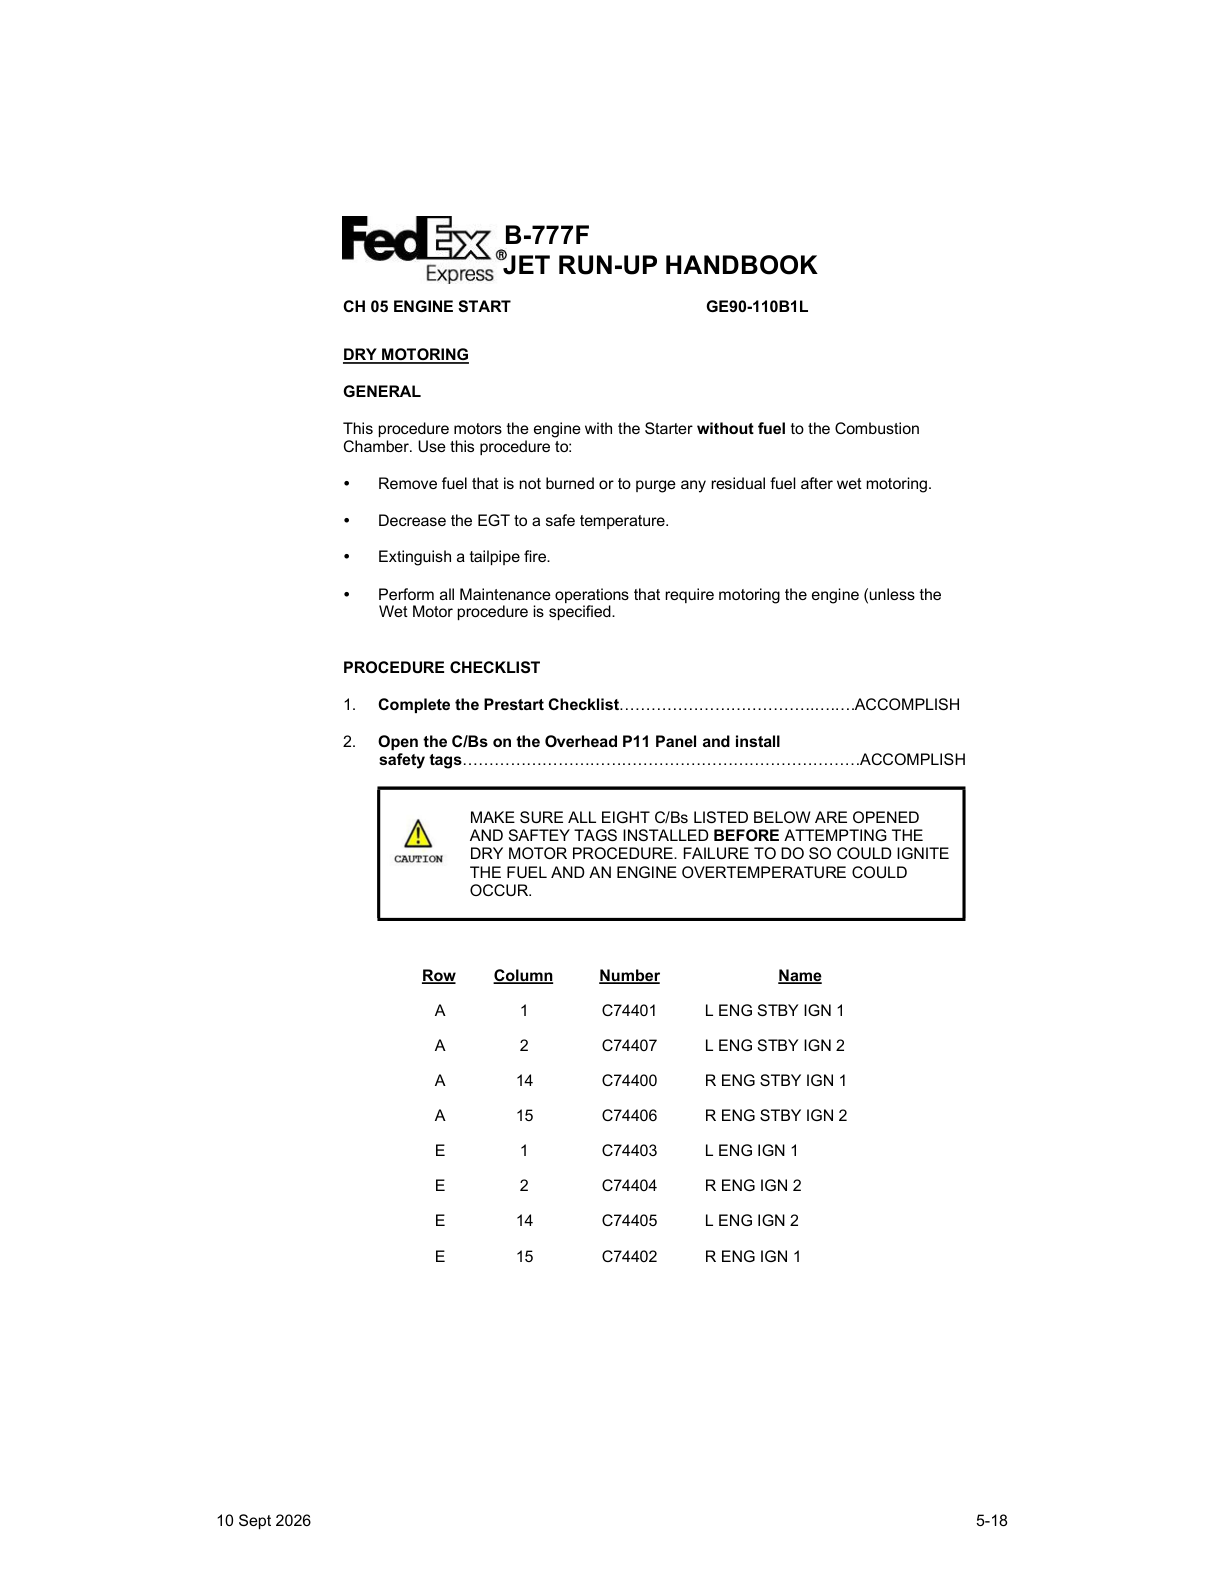 FedEx® B-777F
Express JET RUN-UP HANDBOOK
CH 05 ENGINE START GE90-110B1L
DRY MOTORING
GENERAL
This procedure motors the engine with the Starter without fuel to the Combustion
Chamber. Use this procedure to:
• Remove fuel that is not burned or to purge any residual fuel after wet motoring.
• Decrease the EGT to a safe temperature.
• Extinguish a tailpipe fire.
• Perform all Maintenance operations that require motoring the engine (unless the
Wet Motor procedure is specified.
PROCEDURE CHECKLIST
1. Complete the Prestart Checklist……………………………….….….ACCOMPLISH
2. Open the C/Bs on the Overhead P11 Panel and install
safety tags…………………………………………………………………ACCOMPLISH
CAUTION
MAKE SURE ALL EIGHT C/Bs LISTED BELOW ARE OPENED
AND SAFTEY TAGS INSTALLED BEFORE ATTEMPTING THE
DRY MOTOR PROCEDURE. FAILURE TO DO SO COULD IGNITE
THE FUEL AND AN ENGINE OVERTEMPERATURE COULD
OCCUR.
Row Column Number Name
A 1 C74401 L ENG STBY IGN 1
A 2 C74407 L ENG STBY IGN 2
A 14 C74400 R ENG STBY IGN 1
A 15 C74406 R ENG STBY IGN 2
E 1 C74403 L ENG IGN 1
E 2 C74404 R ENG IGN 2
E 14 C74405 L ENG IGN 2
E 15 C74402 R ENG IGN 1
10 Sept 2026 5-18